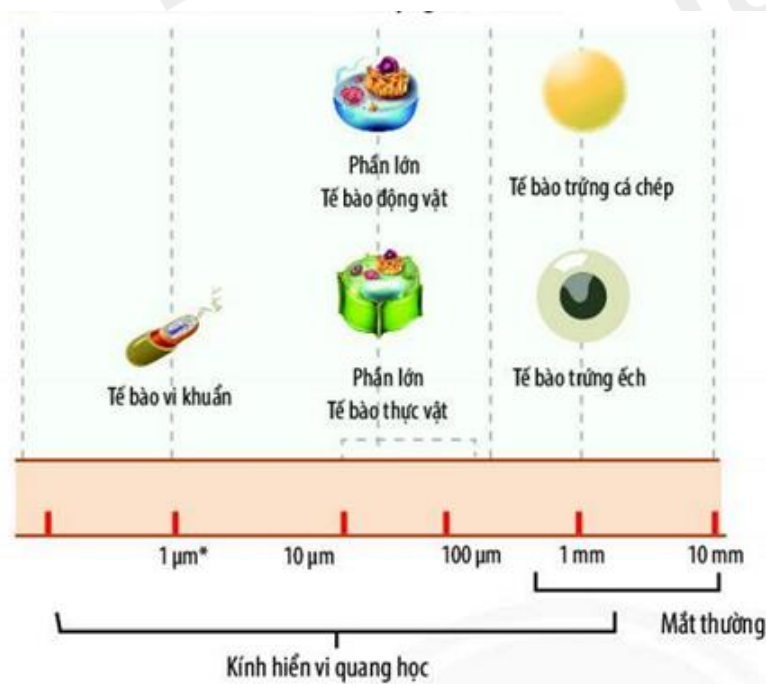 Phần lớn
Tế bào động vật
Tế bào trứng cá chép
Tế bào vi khuẩn
Phần lớn
Tế bào thực vật
Tế bào trứng ếch
1 µm* 10 µm 100 µm 1 mm 10 mm
Mắt thường
Kính hiển vi quang học